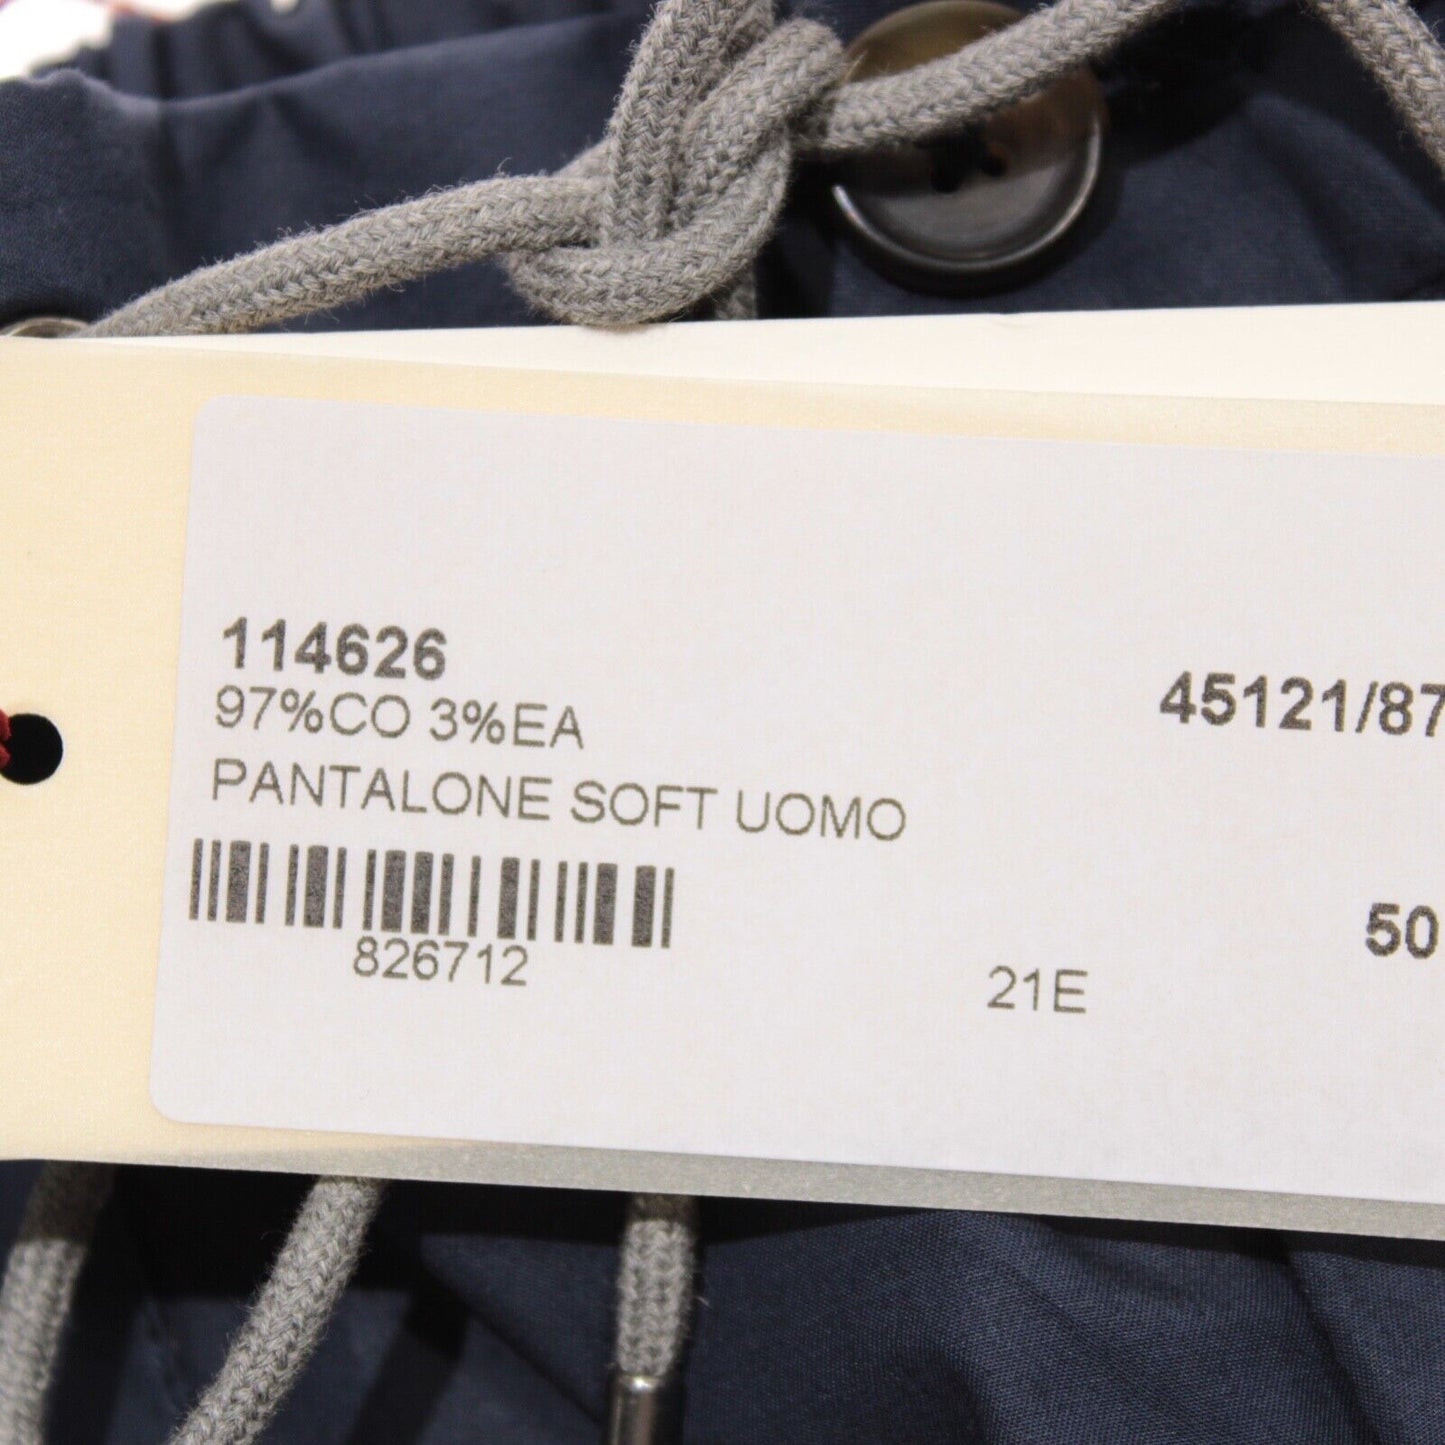 114626
97%CO 3%EA
45121/87
PANTALONE SOFT UOMO
826712
21E
50